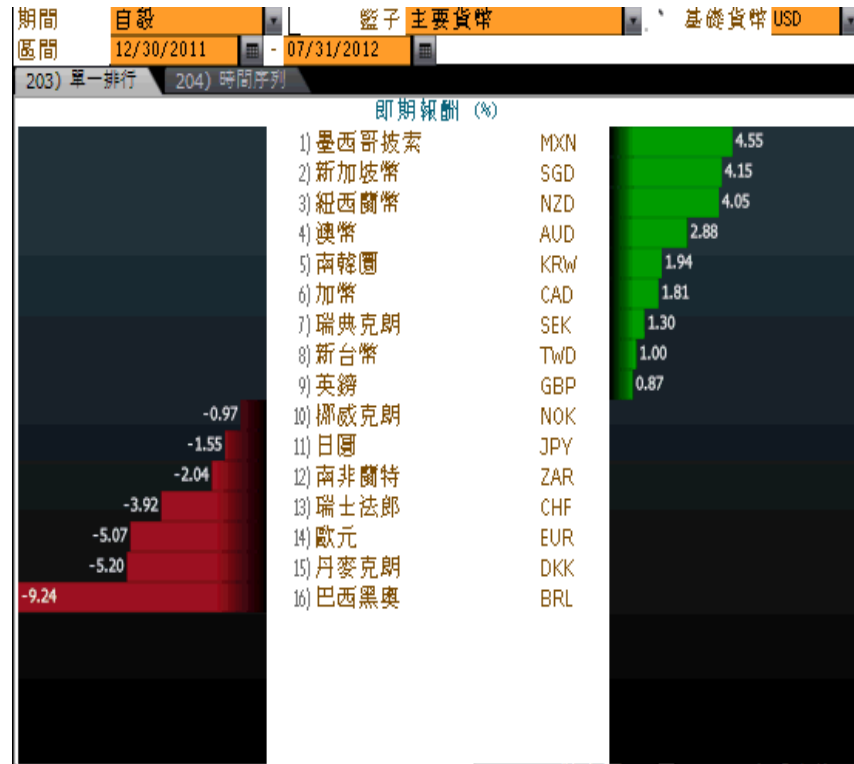 期間 自設 籃子 主要貨幣 基礎貨幣 USD
區間 12/30/2011 - 07/31/2012
203) 單一排行 204) 時間序列
即期報酬 (%)
1) 墨西哥披索 MXN 4.55
2) 新加坡幣 SGD 4.15
3) 紐西蘭幣 NZD 4.05
4) 澳幣 AUD 2.88
5) 南韓圜 KRW 1.94
6) 加幣 CAD 1.81
7) 瑞典克朗 SEK 1.30
8) 新台幣 TWD 1.00
9) 英鎊 GBP 0.87
-0.97 10) 挪威克朗 NOK
-1.55 11) 日圓 JPY
-2.04 12) 南非蘭特 ZAR
-3.92 13) 瑞士法郎 CHF
-5.07 14) 歐元 EUR
-5.20 15) 丹麥克朗 DKK
-9.24 16) 巴西黑奧 BRL